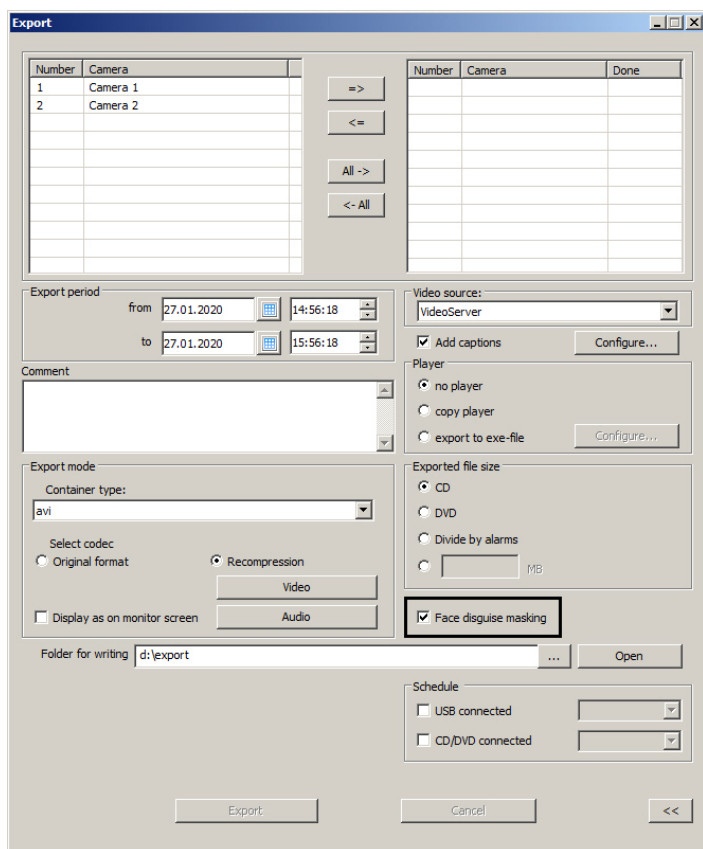 Export
Number Camera
1 Camera 1
2 Camera 2
=>
<=
All ->
<- All
Number Camera Done
Export period
from 27.01.2020 14:56:18
to 27.01.2020 15:56:18
Video source:
VideoServer
Add captions Configure...
Comment
Player
no player
copy player
export to exe-file Configure...
Export mode
Container type:
avi
Select codec
Original format Recompression
Video
Display as on monitor screen Audio
Exported file size
CD
DVD
Divide by alarms
MB
Face disguise masking
Folder for writing d:\export ... Open
Schedule
USB connected
CD/DVD connected
Export Cancel <<